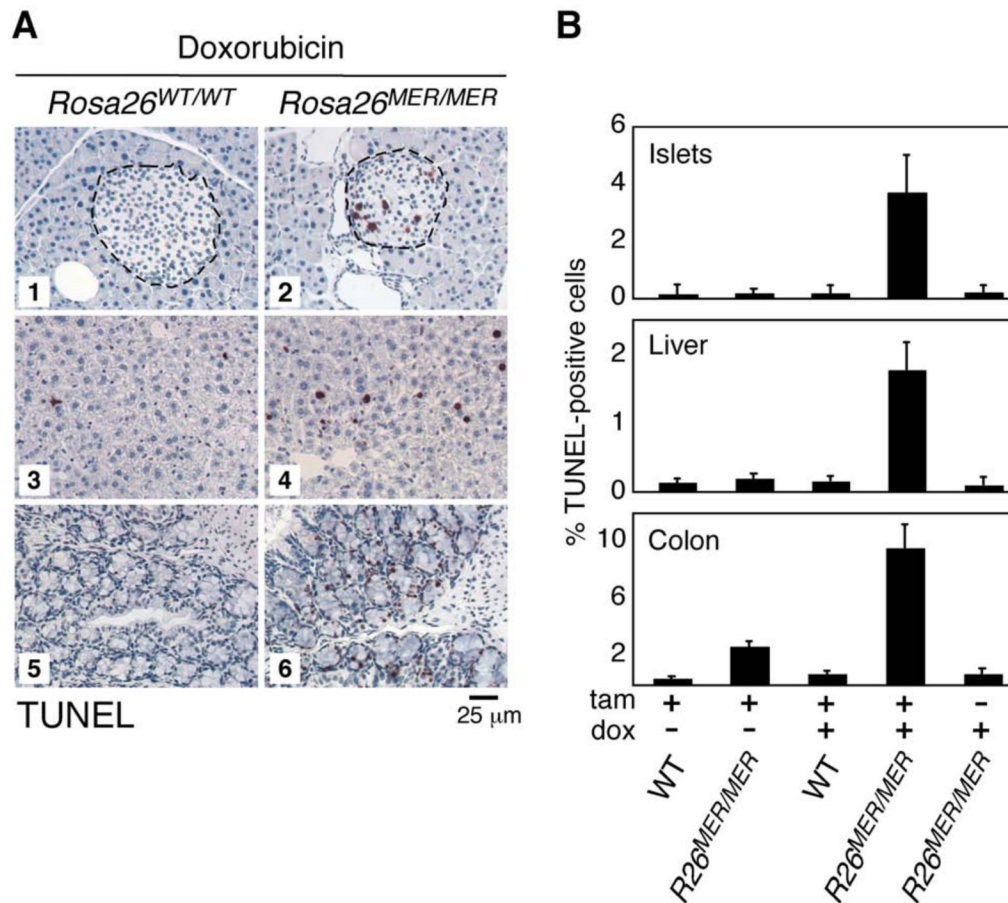 A
Doxorubicin
Rosa26WT/WT
Rosa26MER/MER
1
2
3
4
5
6
TUNEL
25 μm
B
% TUNEL-positive cells
6
4
2
0
Islets
2
1
0
Liver
10
6
2
Colon
tam + + + + -
dox - - + + +
WT
R26MER/MER
WT
R26MER/MER
R26MER/MER